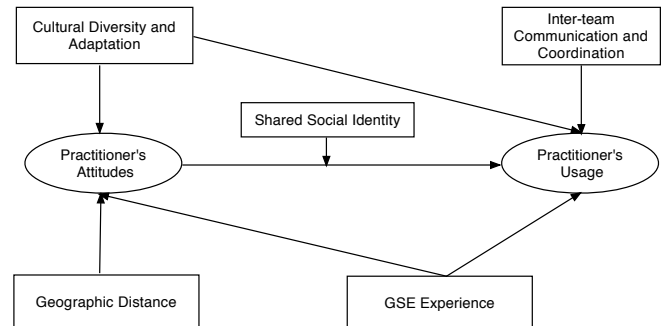 Cultural Diversity and
Adaptation
Inter-team
Communication and
Coordination
Shared Social Identity
Practitioner's
Attitudes
Practitioner's
Usage
Geographic Distance
GSE Experience